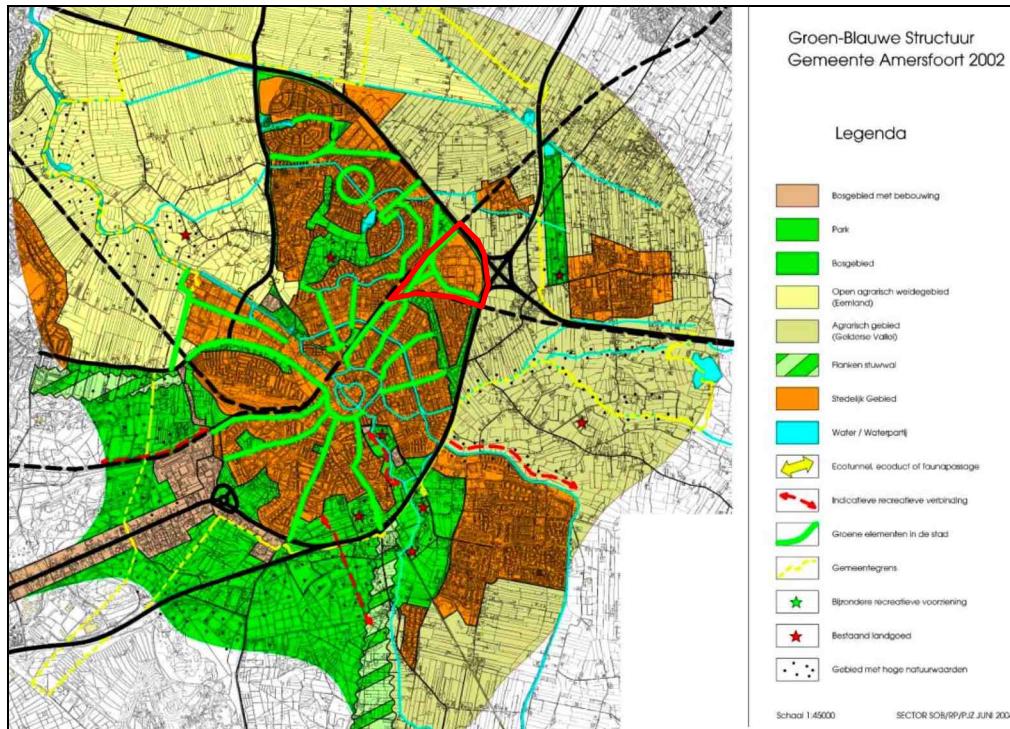 Groen-Blauwe Structuur
Gemeente Amersfoort 2002
Legenda
Bosgebied met bebouwing
Park
Bosgebied
Open agrarisch weidegebied
(Eemland)
Agrarisch gebied
(Gelderse Vallei)
Flanken stuwwal
Stedelijk Gebied
Water / Waterpartij
Ecotunnel, ecoduct of faunapassage
Indicatieve recreatieve verbinding
Groene elementen in de stad
Gemeentegrens
Bijzondere recreatieve voorziening
Bestaand landgoed
Gebied met hoge natuurwaarden
Schaal 1:45000
SECTOR SOB/RP/PJZ JUNI